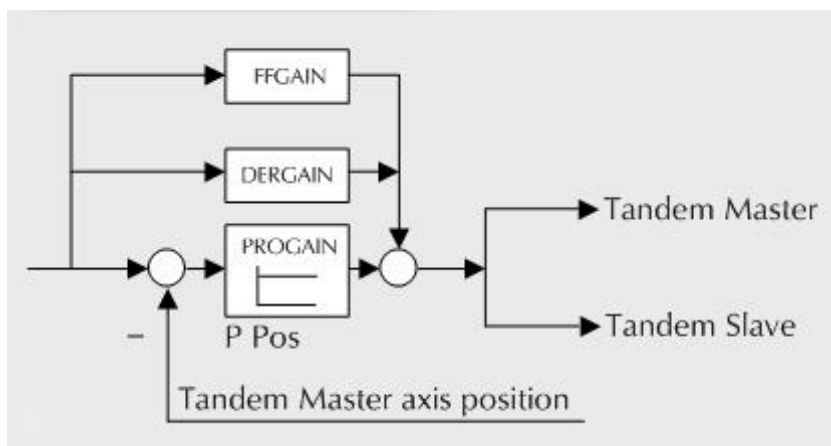 FFGAIN
DERGAIN
PROGAIN
P Pos
–
Tandem Master
Tandem Slave
Tandem Master axis position